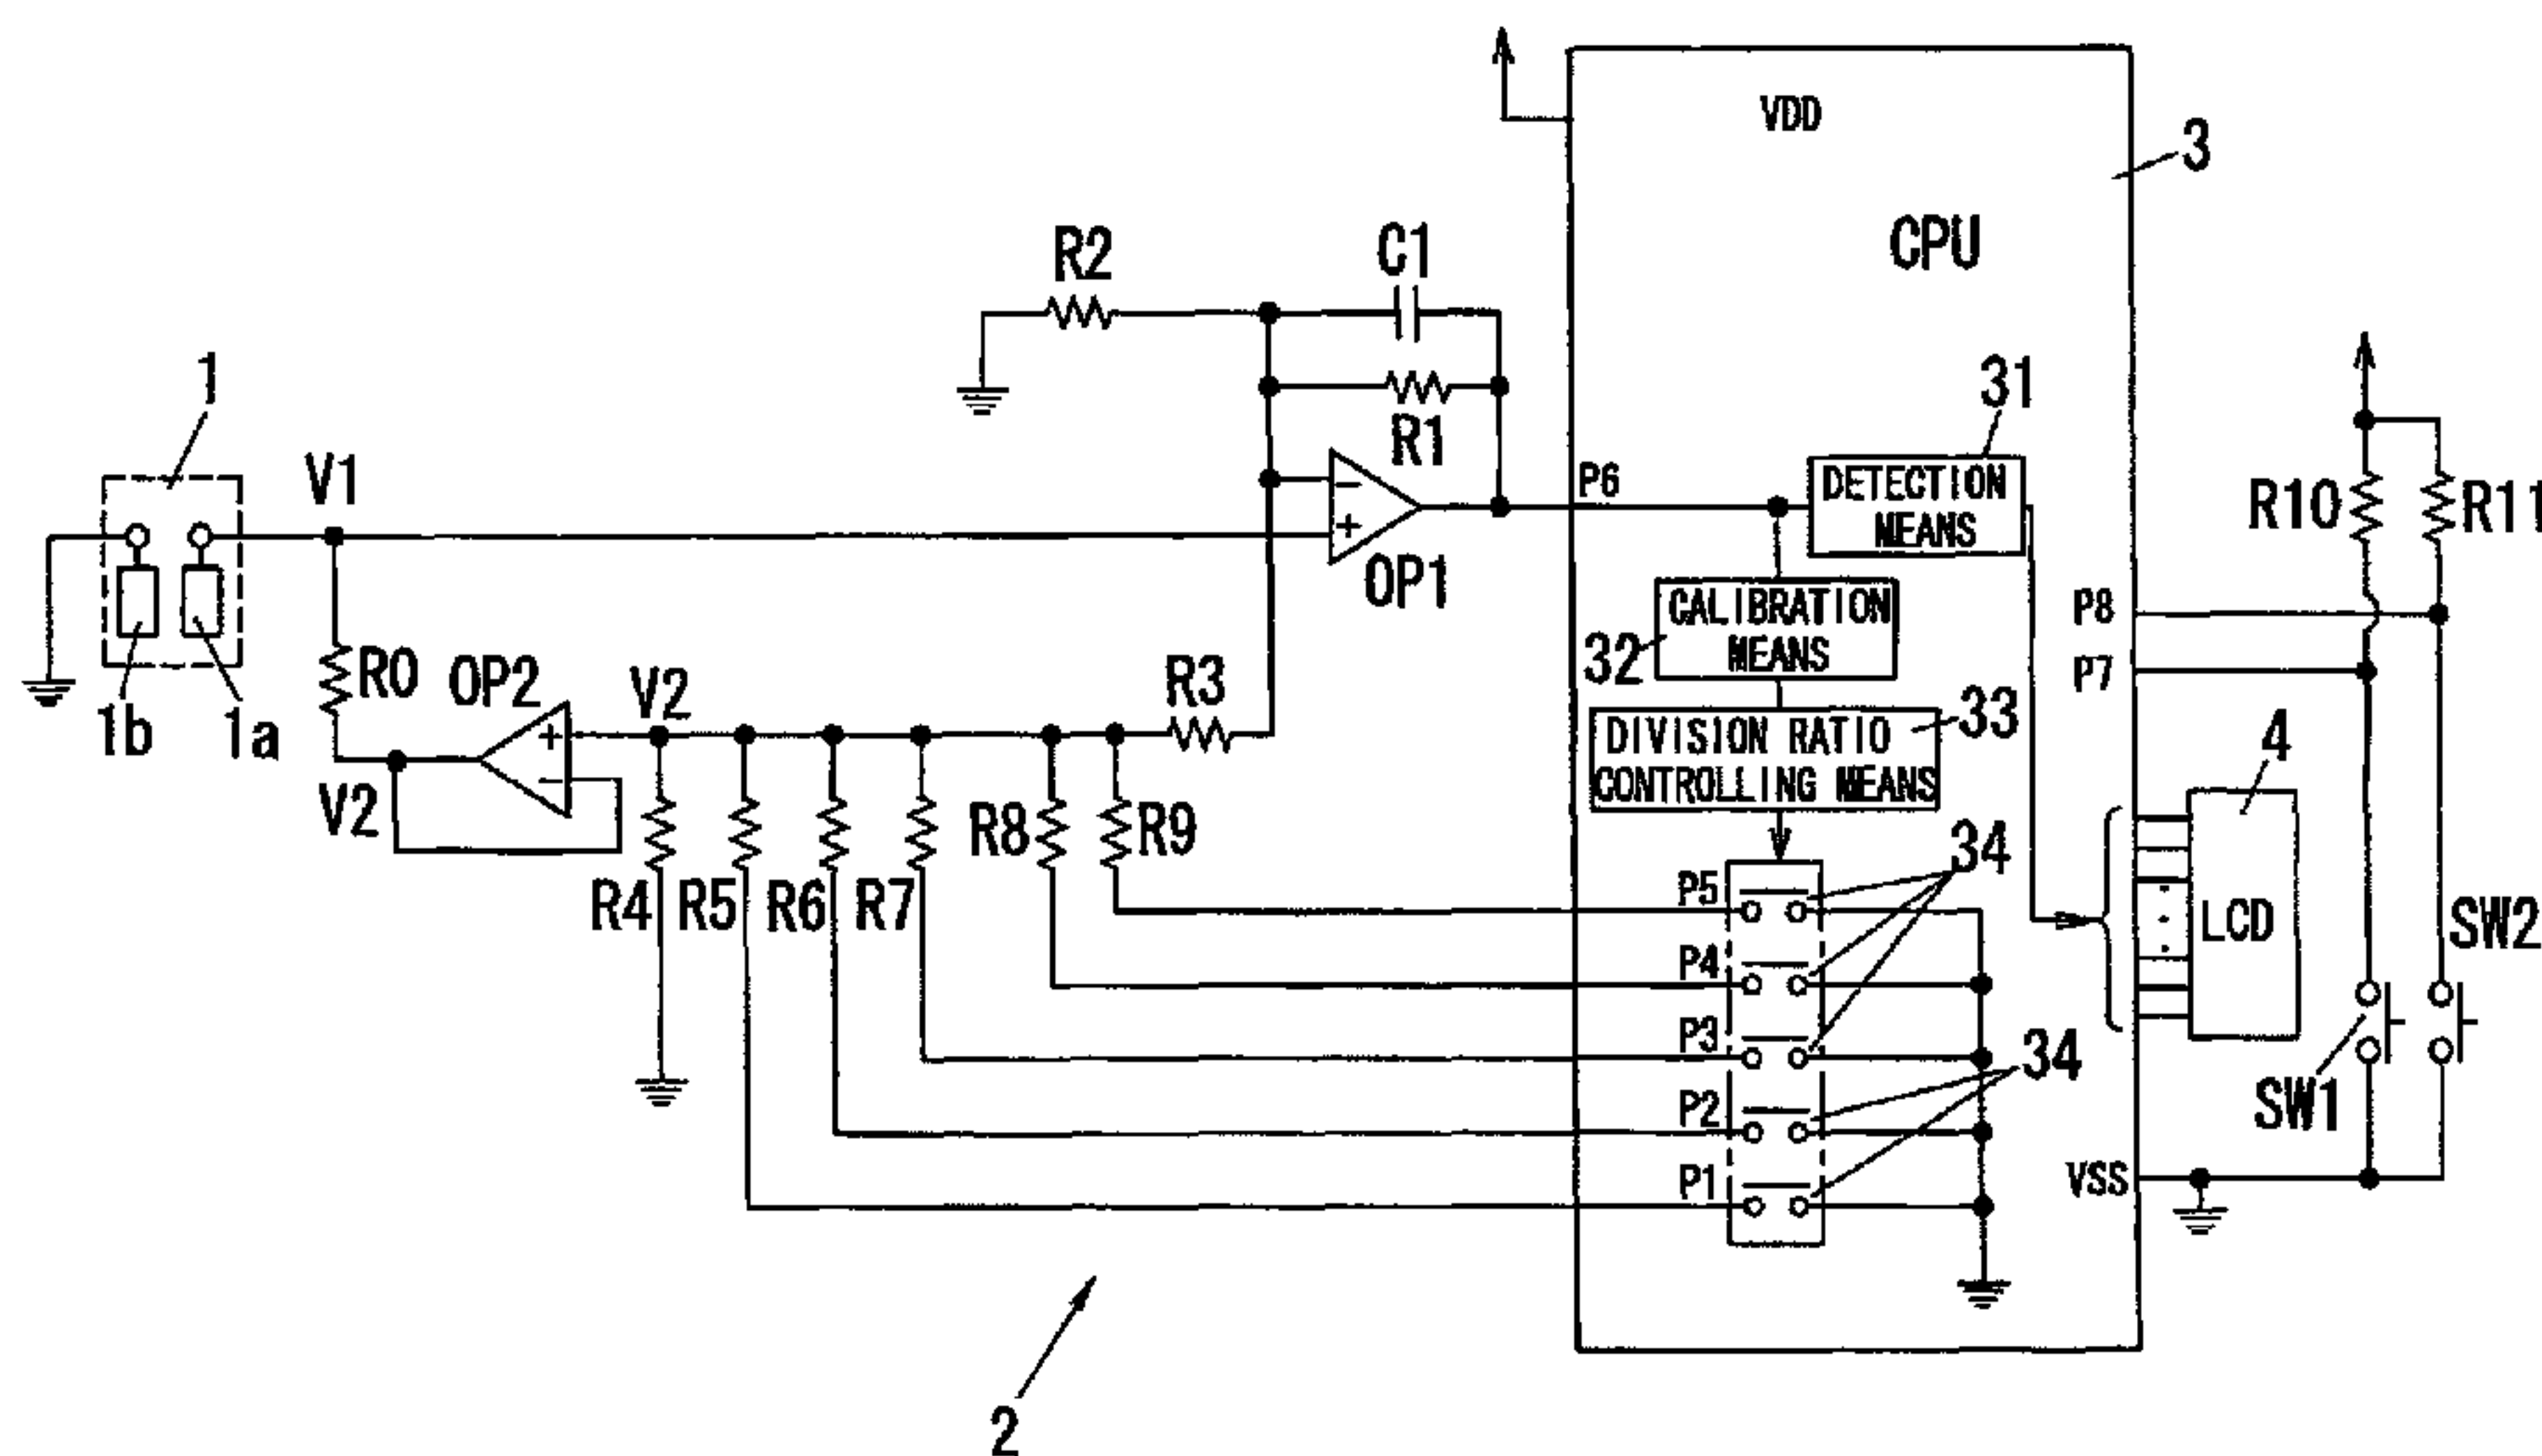 VDD
3
CPU
R2
C1
1
31
R1
V1
P6
DETECTION
MEANS
R10
R11
OP1
CALIBRATION
MEANS
32
P8
P7
R0
OP2
V2
R3
1b
1a
33
DIVISION RATIO
CONTROLLING MEANS
4
V2
R8
R9
34
R4
R5
R6
R7
P5
LCD
SW2
P4
P3
34
P2
SW1
P1
VSS
2